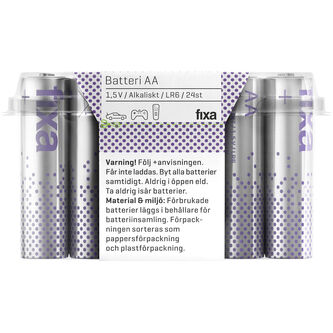 Batteri AA
1,5V / Alkaliskt / LR6 / 24st
fixa
Varning! Följ +anvisningen.
Får inte laddas. Byt alla batterier
samtidigt. Aldrig i öppen eld.
Ta aldrig isär batterier.
Material & miljö: Förbrukade
batterier läggs i behållare för
batteriinsamling. Förpack-
ningen sorteras som
pappersförpackning
och plastförpackning.
fixa
AA
+
fixa
+